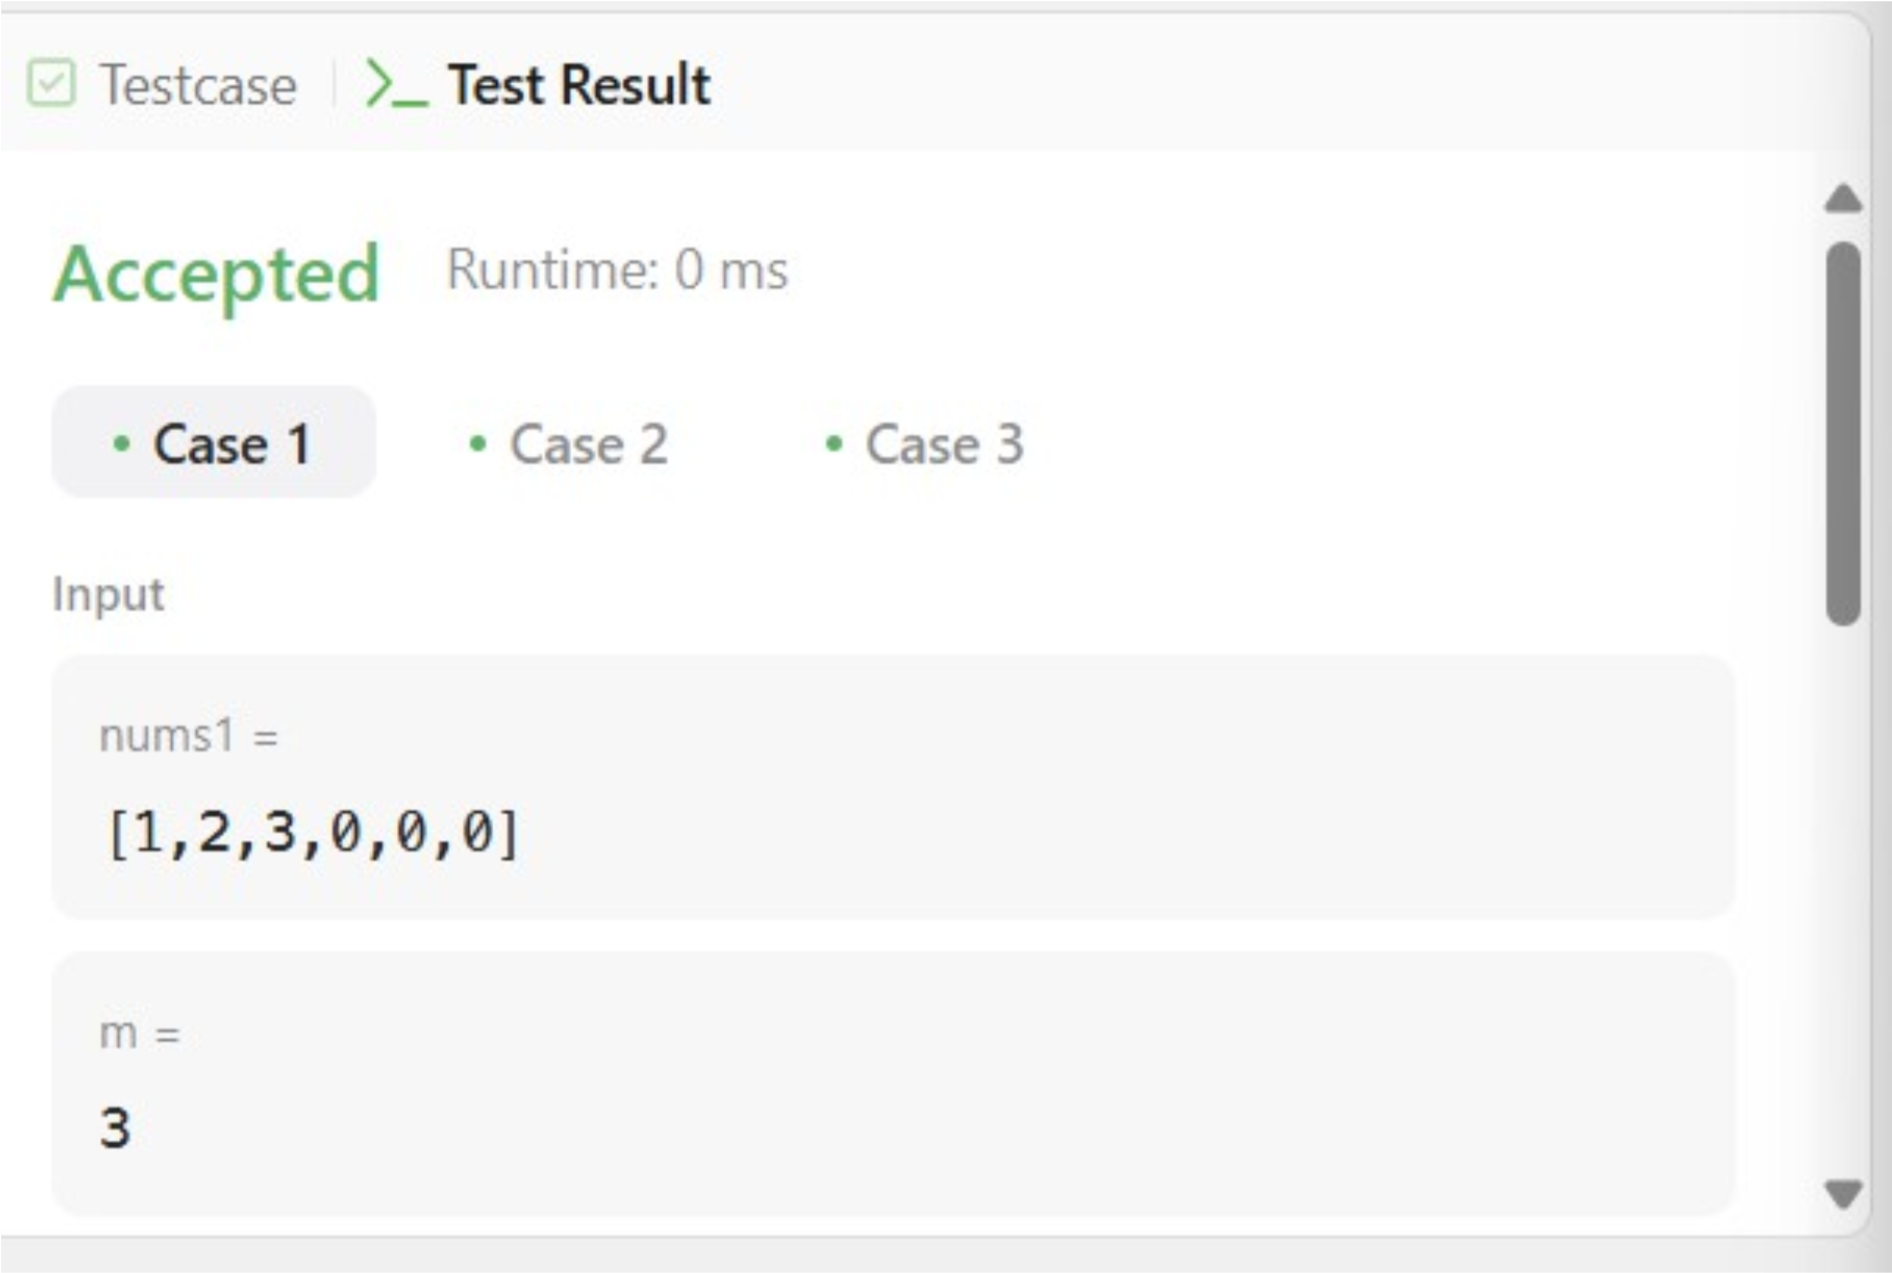 Testcase Test Result
Accepted Runtime: 0 ms
Case 1 Case 2 Case 3
Input
nums1 =
[1,2,3,0,0,0]
m =
3